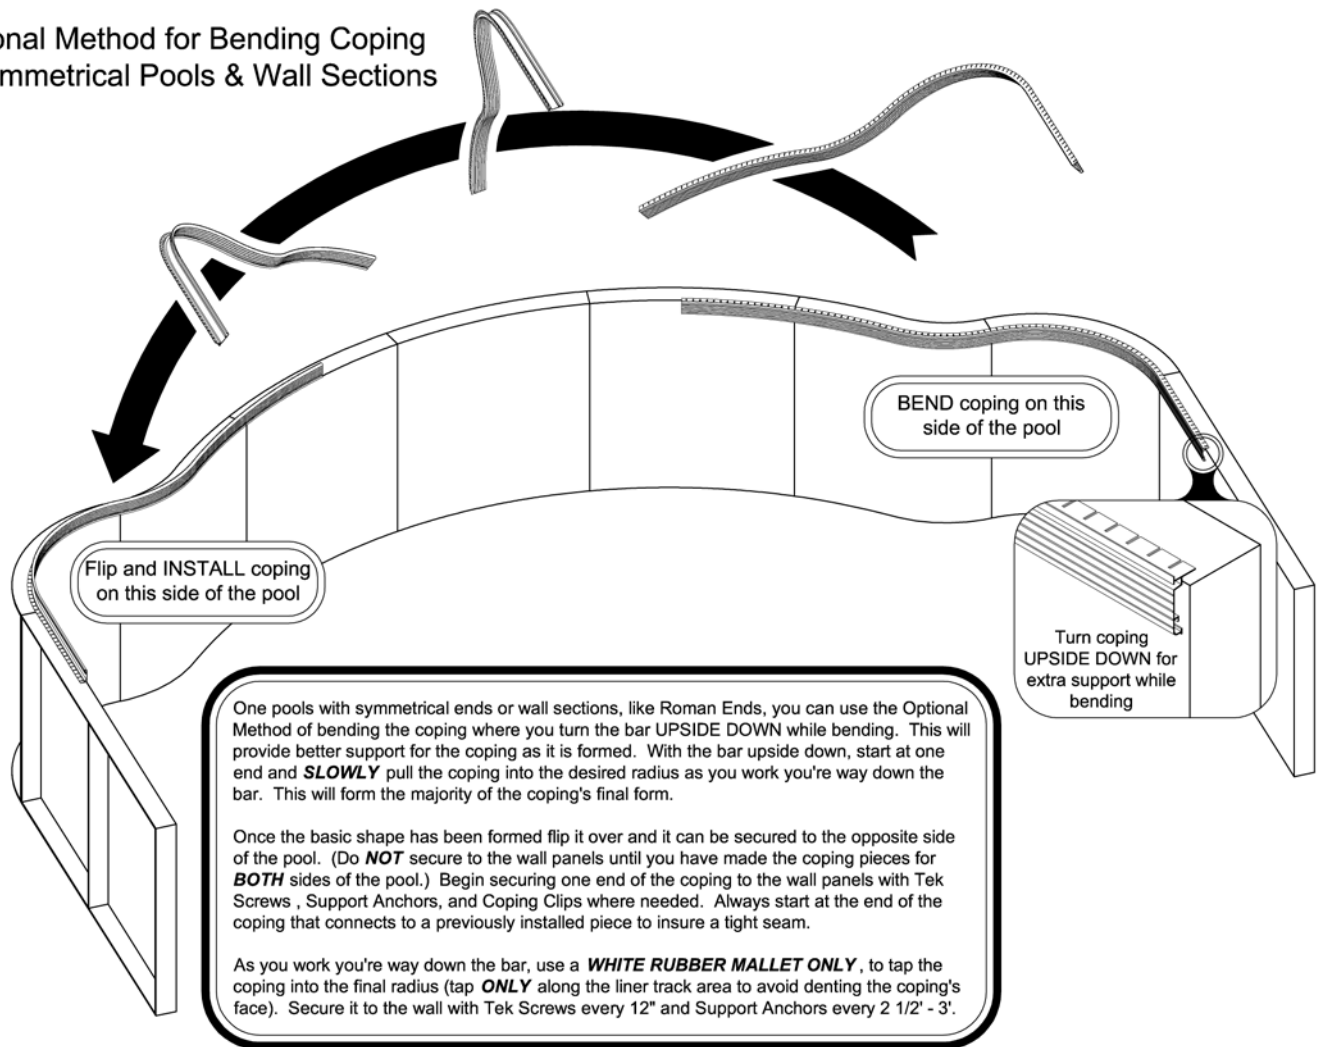 onal Method for Bending Coping
mmetrical Pools & Wall Sections
BEND coping on this
side of the pool
Flip and INSTALL coping
on this side of the pool
Turn coping
UPSIDE DOWN for
extra support while
bending
One pools with symmetrical ends or wall sections, like Roman Ends, you can use the Optional
Method of bending the coping where you turn the bar UPSIDE DOWN while bending. This will
provide better support for the coping as it is formed. With the bar upside down, start at one
end and SLOWLY pull the coping into the desired radius as you work you're way down the
bar. This will form the majority of the coping's final form.
Once the basic shape has been formed flip it over and it can be secured to the opposite side
of the pool. (Do NOT secure to the wall panels until you have made the coping pieces for
BOTH sides of the pool.) Begin securing one end of the coping to the wall panels with Tek
Screws , Support Anchors, and Coping Clips where needed. Always start at the end of the
coping that connects to a previously installed piece to insure a tight seam.
As you work you're way down the bar, use a WHITE RUBBER MALLET ONLY , to tap the
coping into the final radius (tap ONLY along the liner track area to avoid denting the coping's
face). Secure it to the wall with Tek Screws every 12" and Support Anchors every 2 1/2' - 3'.